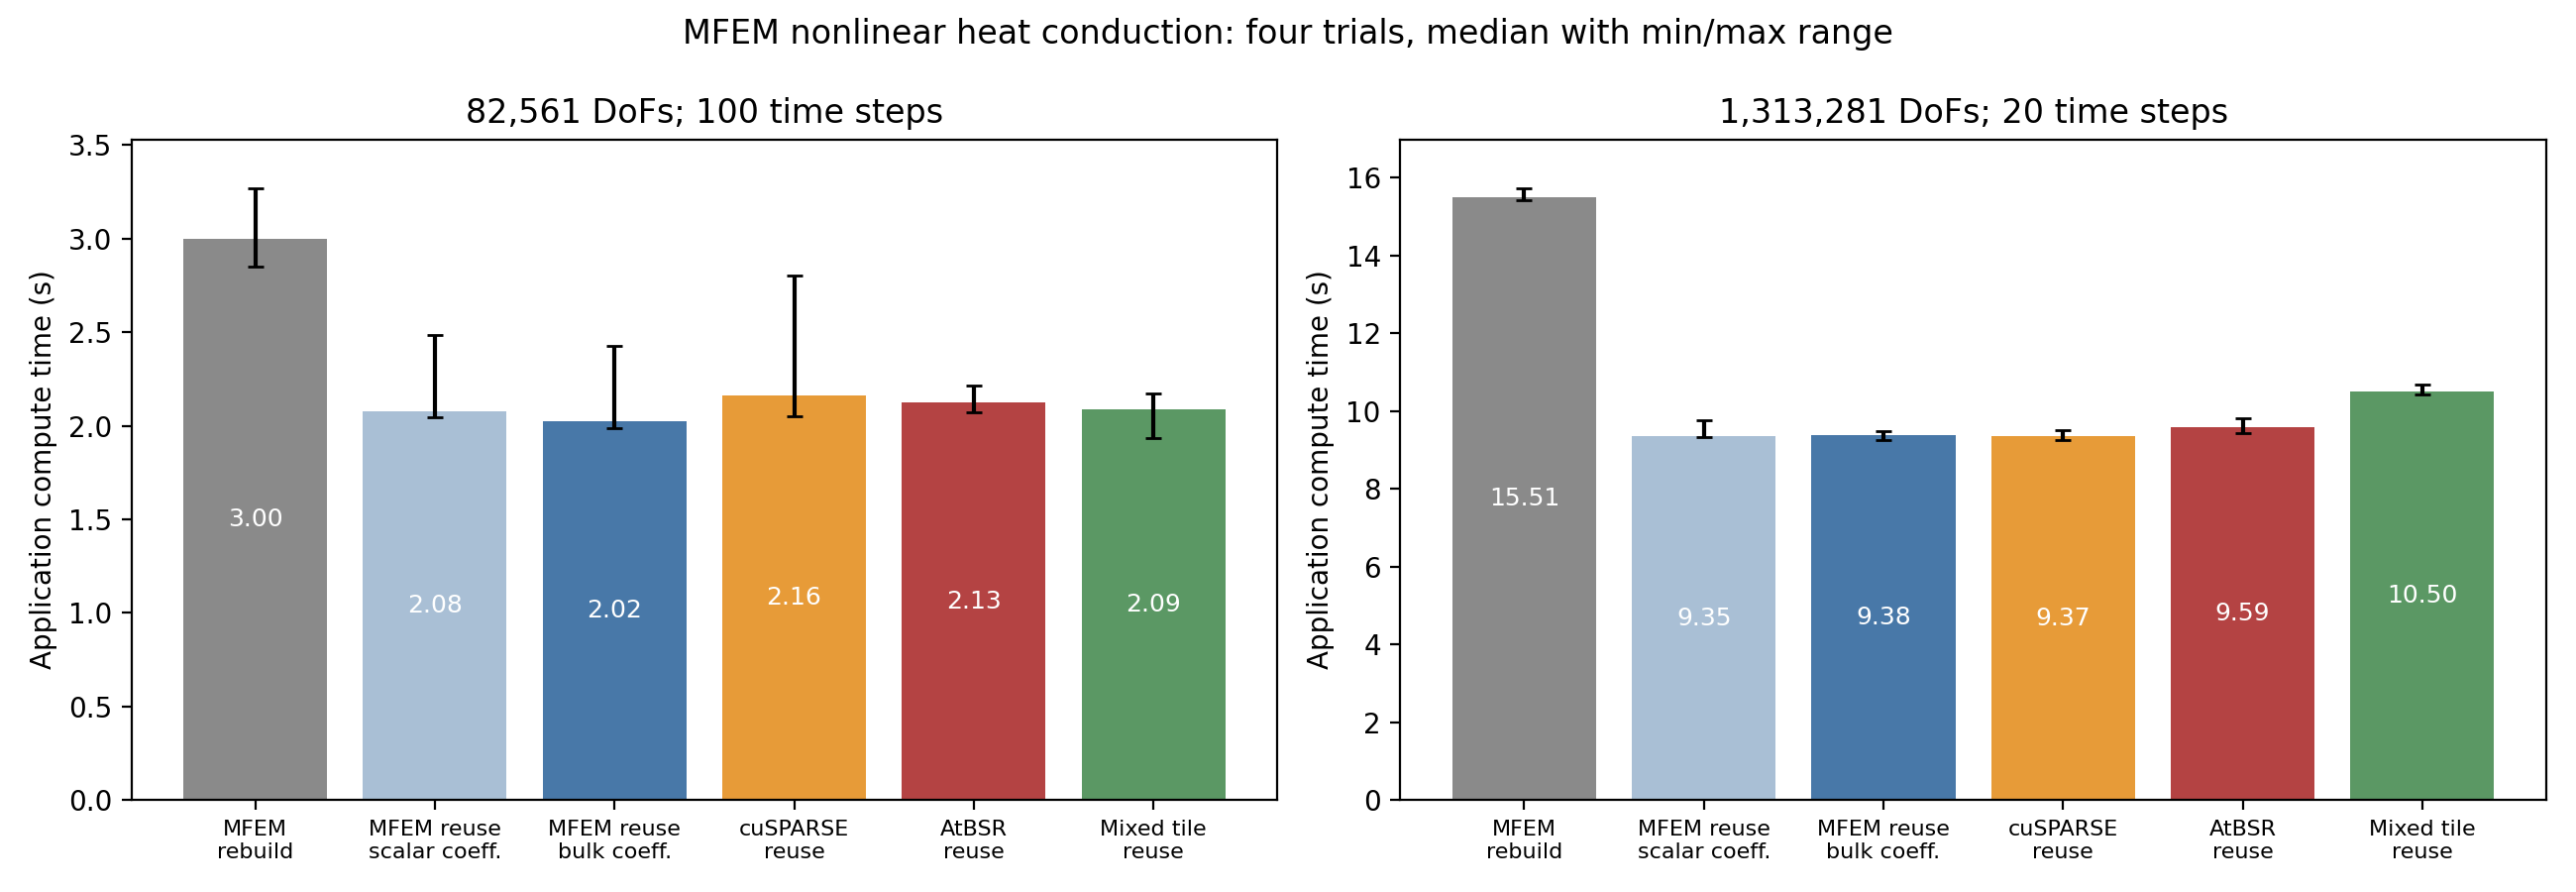 MFEM nonlinear heat conduction: four trials, median with min/max range
82,561 DoFs; 100 time steps
Application compute time (s)
3.5
3.0
2.5
2.0
1.5
1.0
0.5
0.0
3.00
2.08
2.02
2.16
2.13
2.09
MFEM
rebuild
MFEM reuse
scalar coeff.
MFEM reuse
bulk coeff.
cuSPARSE
reuse
AtBSR
reuse
Mixed tile
reuse
1,313,281 DoFs; 20 time steps
Application compute time (s)
16
14
12
10
8
6
4
2
0
15.51
9.35
9.38
9.37
9.59
10.50
MFEM
rebuild
MFEM reuse
scalar coeff.
MFEM reuse
bulk coeff.
cuSPARSE
reuse
AtBSR
reuse
Mixed tile
reuse